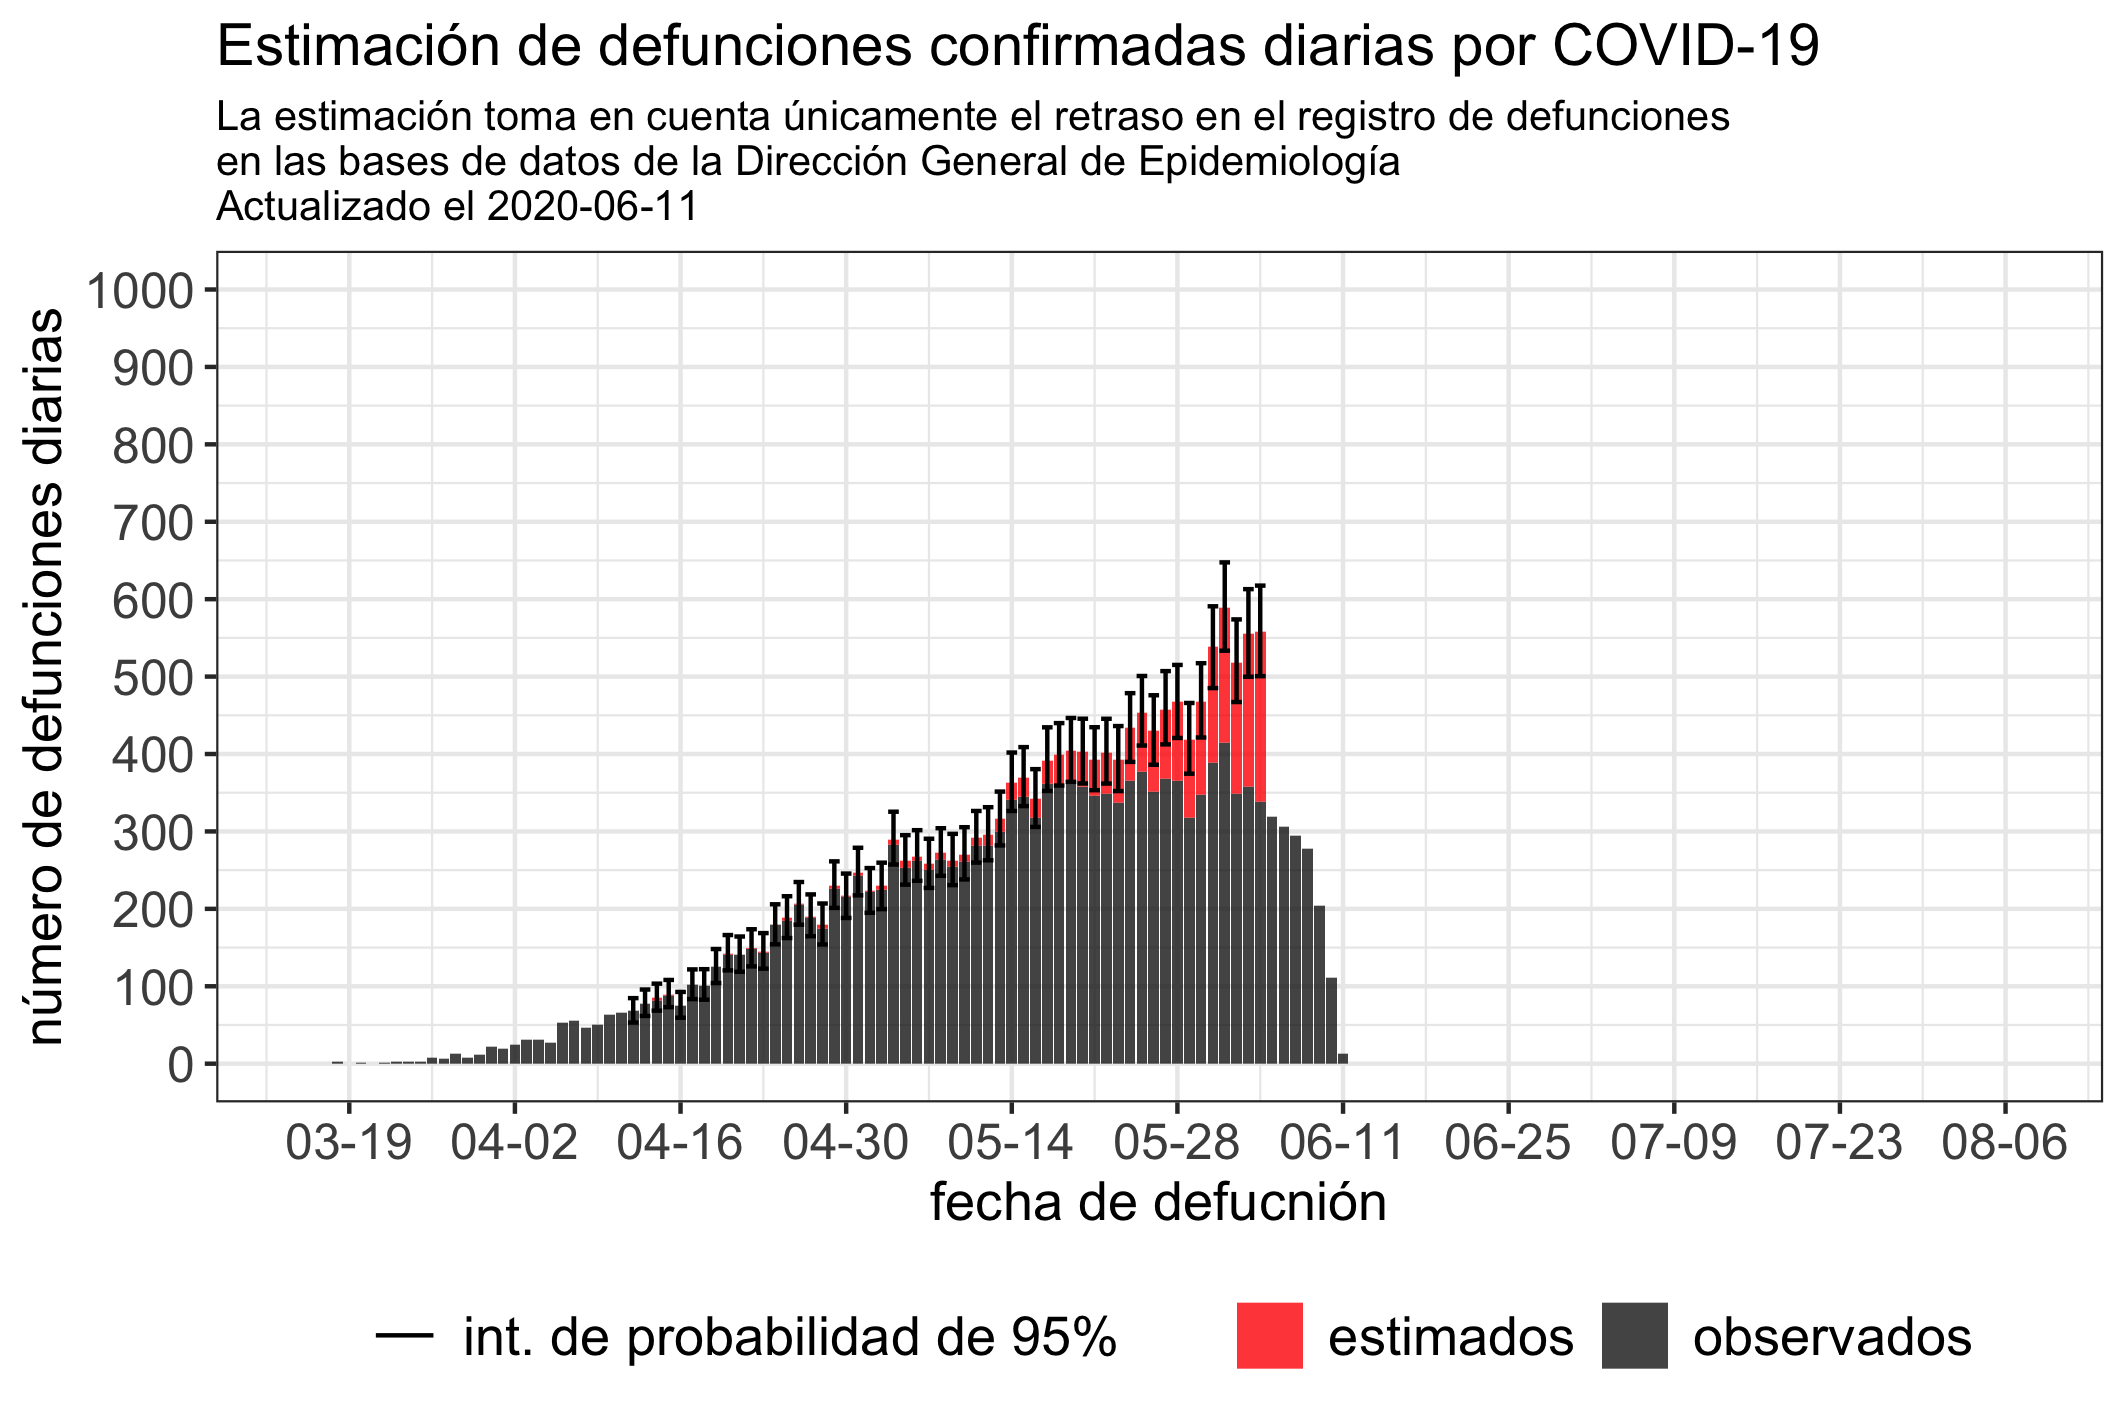 Estimación de defunciones confirmadas diarias por COVID-19
La estimación toma en cuenta únicamente el retraso en el registro de defunciones
en las bases de datos de la Dirección General de Epidemiología
Actualizado el 2020-06-11
número de defunciones diarias
1000
900
800
700
600
500
400
300
200
100
0
03-19 04-02 04-16 04-30 05-14 05-28 06-11 06-25 07-09 07-23 08-06
fecha de defucnión
int. de probabilidad de 95% estimados observados